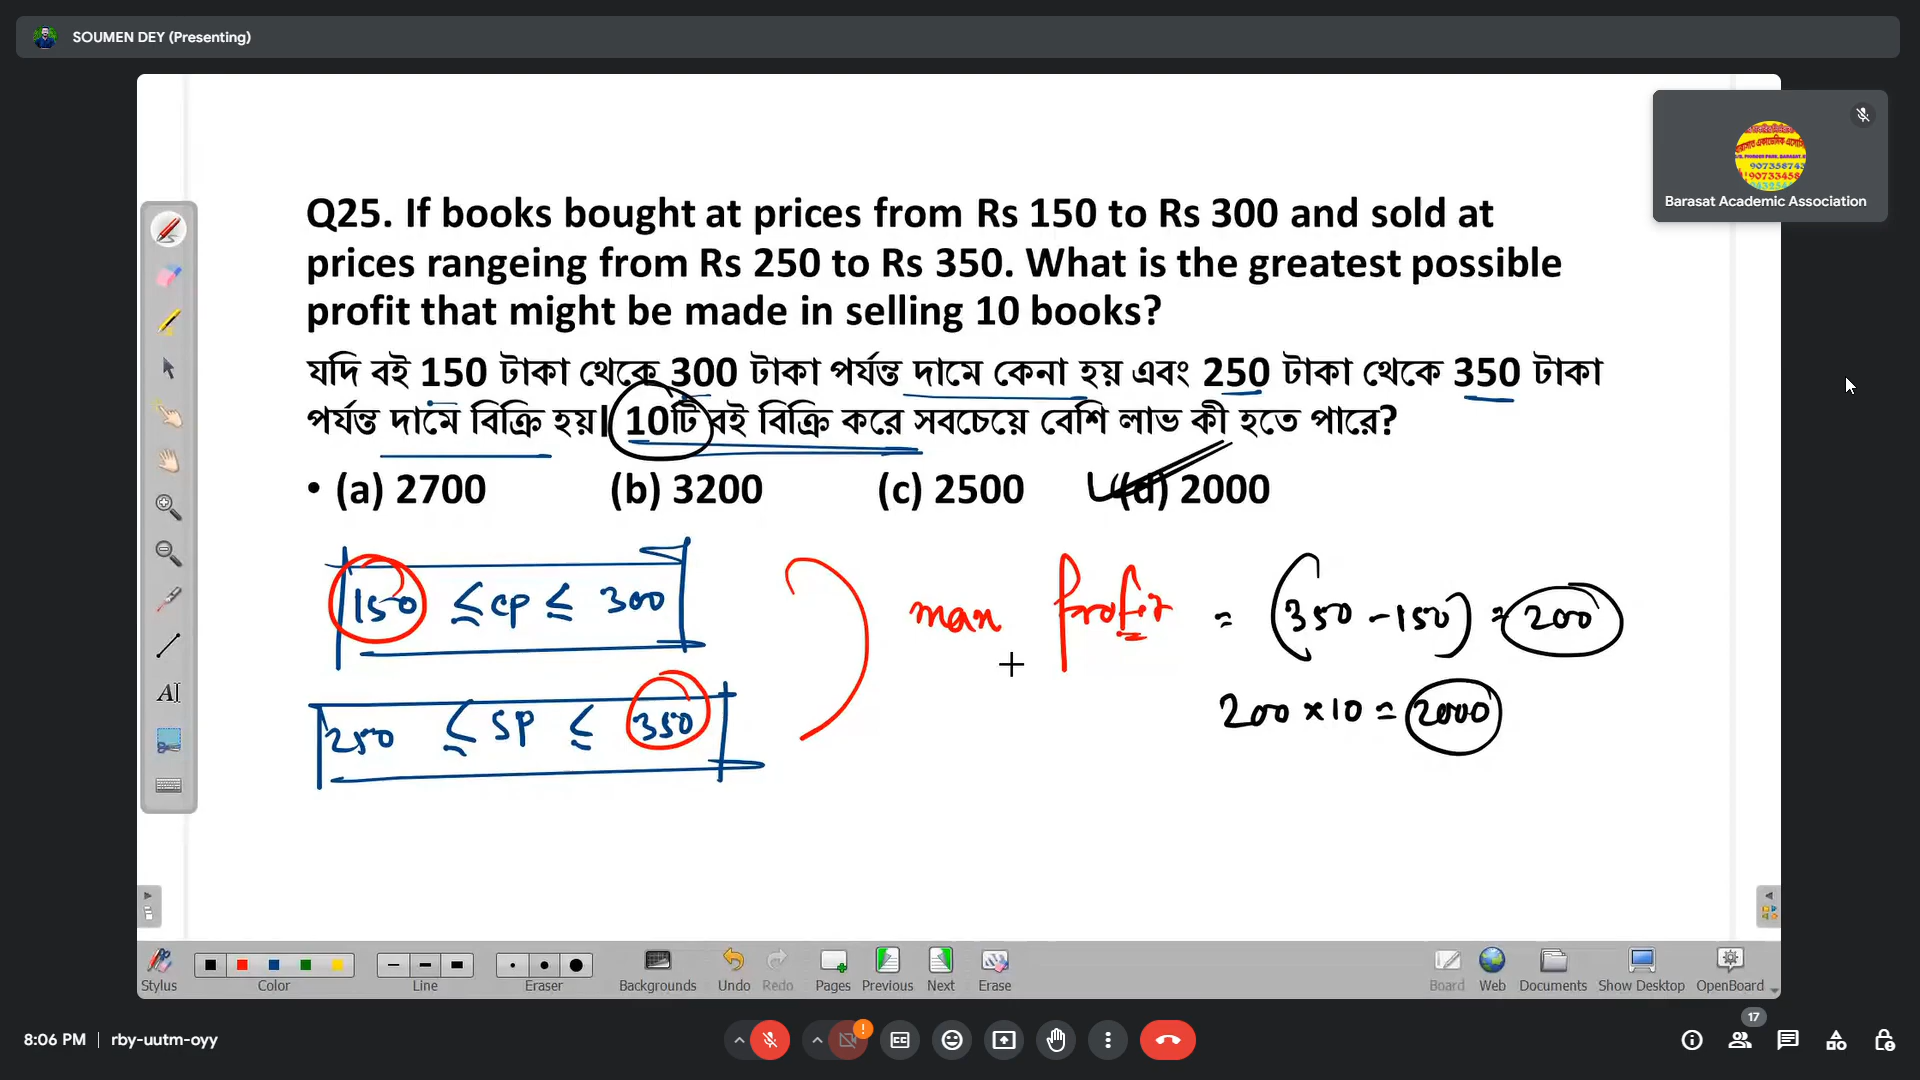 SOUMEN DEY (Presenting)
Barasat Academic Association
Q25. If books bought at prices from Rs 150 to Rs 300 and sold at
prices rangeing from Rs 250 to Rs 350. What is the greatest possible
profit that might be made in selling 10 books?
যদি বই 150 টাকা থেকে 300 টাকা পর্যন্ত দামে কেনা হয় এবং 250 টাকা থেকে 350 টাকা
পর্যন্ত দামে বিক্রি হয়। 10টি বই বিক্রি করে সবচেয়ে বেশি লাভ কী হতে পারে?
• (a) 2700 (b) 3200 (c) 2500 (d) 2000
150 ≤ CP ≤ 300
250 ≤ SP ≤ 350
max profit = (350 - 150) = 200
200 × 10 = 2000
Stylus Color Line Eraser Backgrounds Undo Redo Pages Previous Next Erase Board Web Documents Show Desktop OpenBoard
8:06 PM | rby-uutm-oyy
17